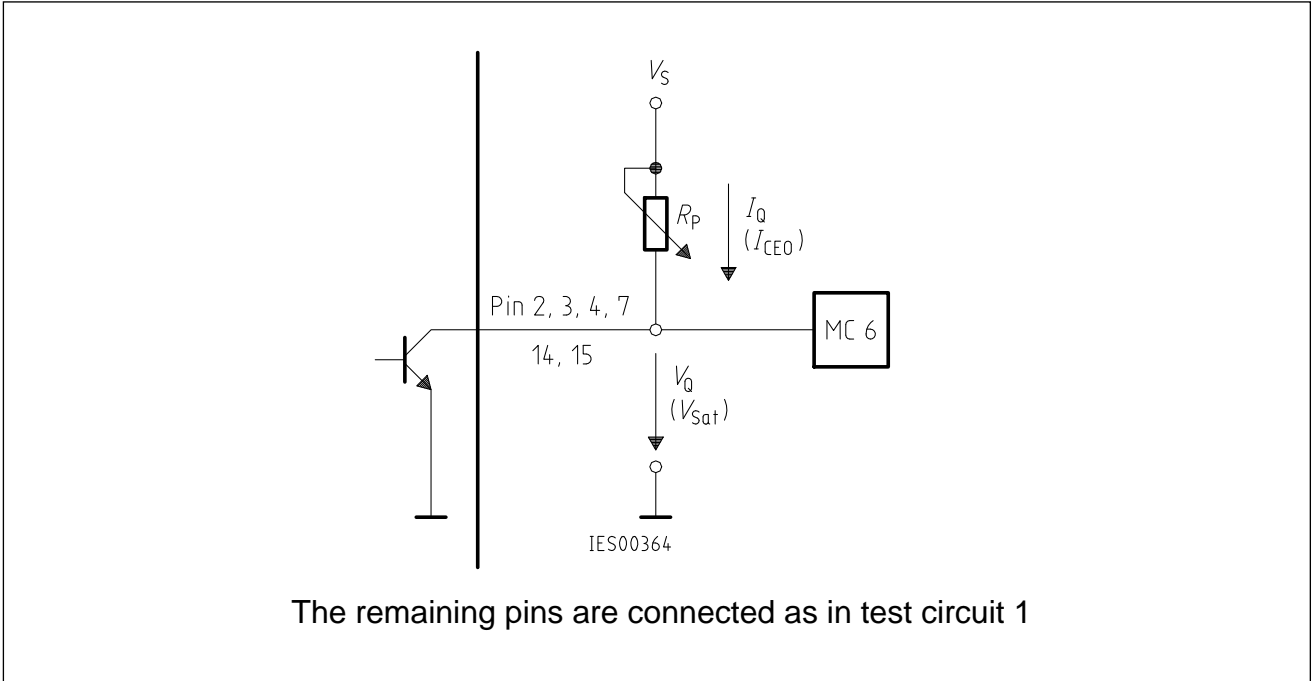 V_S
R_P
I_Q
(I_CEO)
Pin 2, 3, 4, 7
14, 15
MC 6
V_Q
(V_Sat)
IES00364
The remaining pins are connected as in test circuit 1